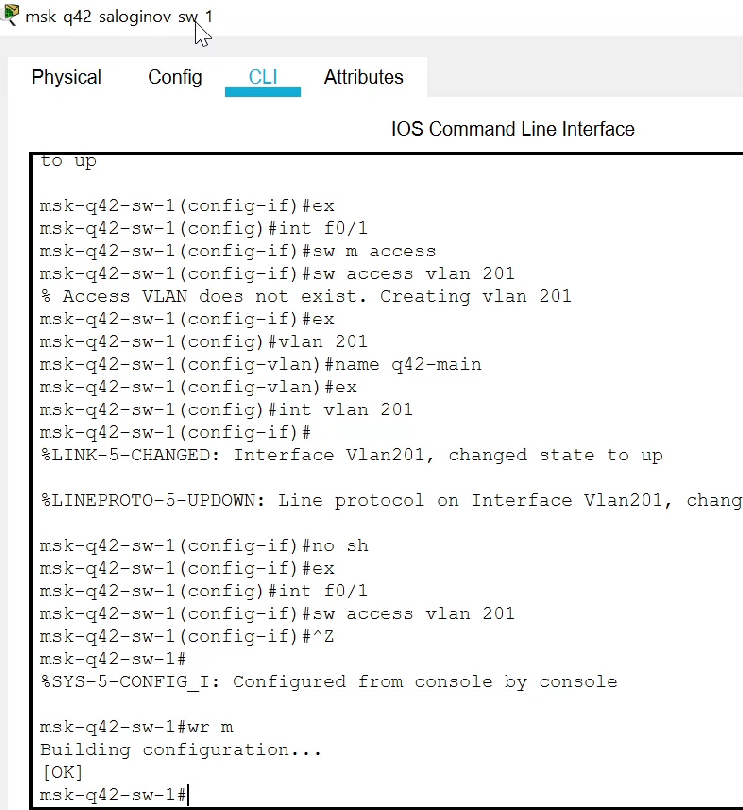 msk q42 saloginov sw 1
Physical Config CLI Attributes
IOS Command Line Interface
to up
msk-q42-sw-1(config-if)#ex
msk-q42-sw-1(config)#int f0/1
msk-q42-sw-1(config-if)#sw m access
msk-q42-sw-1(config-if)#sw access vlan 201
% Access VLAN does not exist. Creating vlan 201
msk-q42-sw-1(config-if)#ex
msk-q42-sw-1(config)#vlan 201
msk-q42-sw-1(config-vlan)#name q42-main
msk-q42-sw-1(config-vlan)#ex
msk-q42-sw-1(config)#int vlan 201
msk-q42-sw-1(config-if)#
%LINK-5-CHANGED: Interface Vlan201, changed state to up
%LINEPROTO-5-UPDOWN: Line protocol on Interface Vlan201, chang
msk-q42-sw-1(config-if)#no sh
msk-q42-sw-1(config-if)#ex
msk-q42-sw-1(config)#int f0/1
msk-q42-sw-1(config-if)#sw access vlan 201
msk-q42-sw-1(config-if)#^Z
msk-q42-sw-1#
%SYS-5-CONFIG_I: Configured from console by console
msk-q42-sw-1#wr m
Building configuration...
[OK]
msk-q42-sw-1#